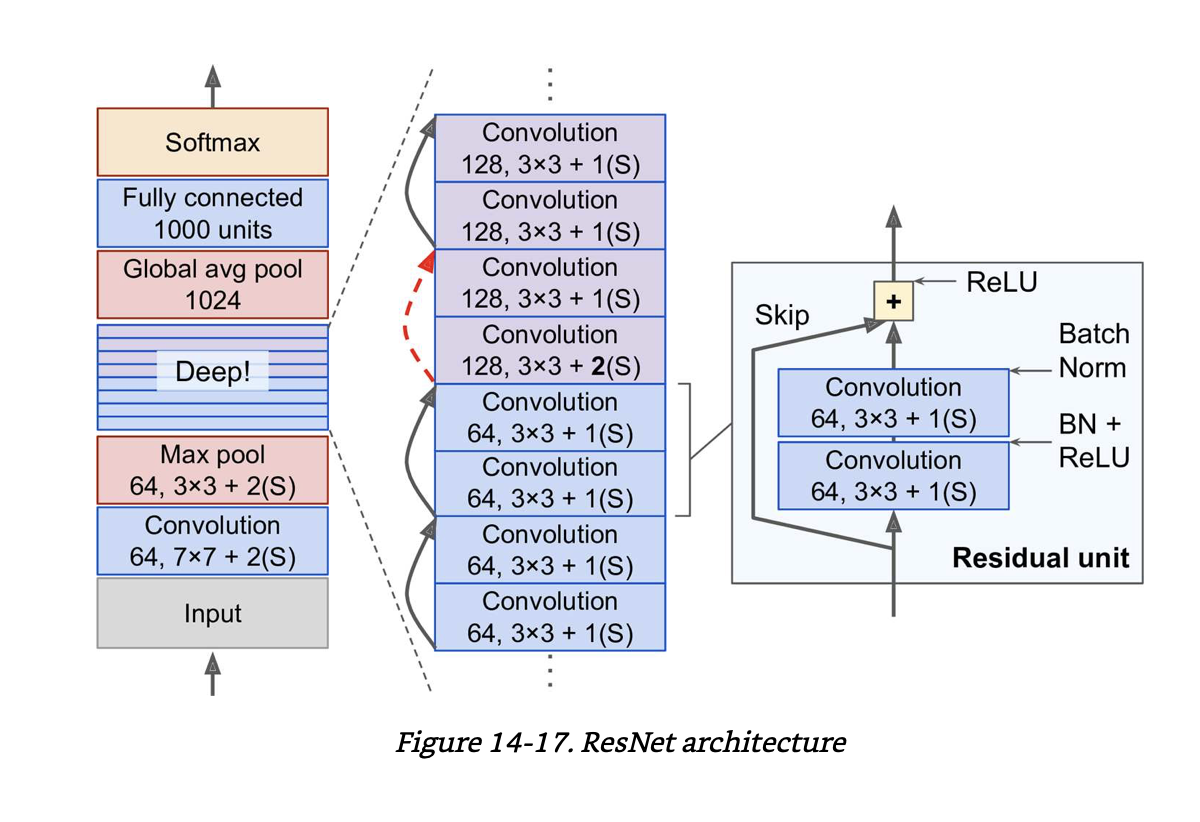 Softmax
Fully connected
1000 units
Global avg pool
1024
Deep!
Max pool
64, 3×3 + 2(S)
Convolution
64, 7×7 + 2(S)
Input
Convolution
128, 3×3 + 1(S)
Convolution
128, 3×3 + 1(S)
Convolution
128, 3×3 + 1(S)
Convolution
128, 3×3 + 2(S)
Convolution
64, 3×3 + 1(S)
Convolution
64, 3×3 + 1(S)
Convolution
64, 3×3 + 1(S)
Convolution
64, 3×3 + 1(S)
+
ReLU
Skip
Batch
Norm
Convolution
64, 3×3 + 1(S)
BN +
ReLU
Convolution
64, 3×3 + 1(S)
Residual unit
Figure 14-17. ResNet architecture